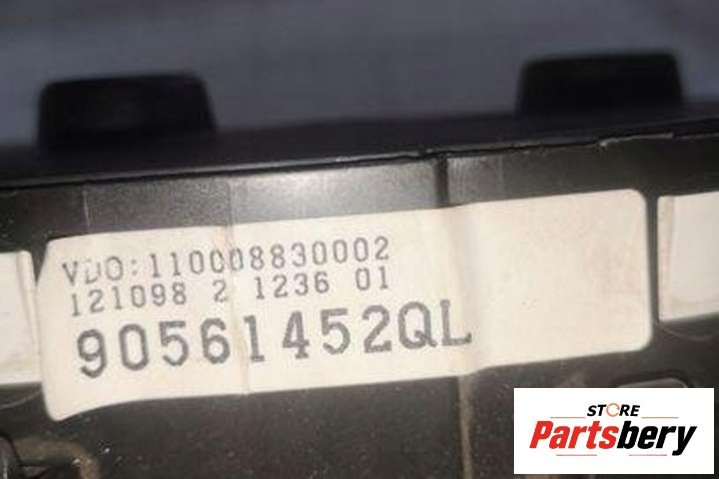 VDO:110008830002
121098 2 1236 01
90561452QL
STORE
Partsbery